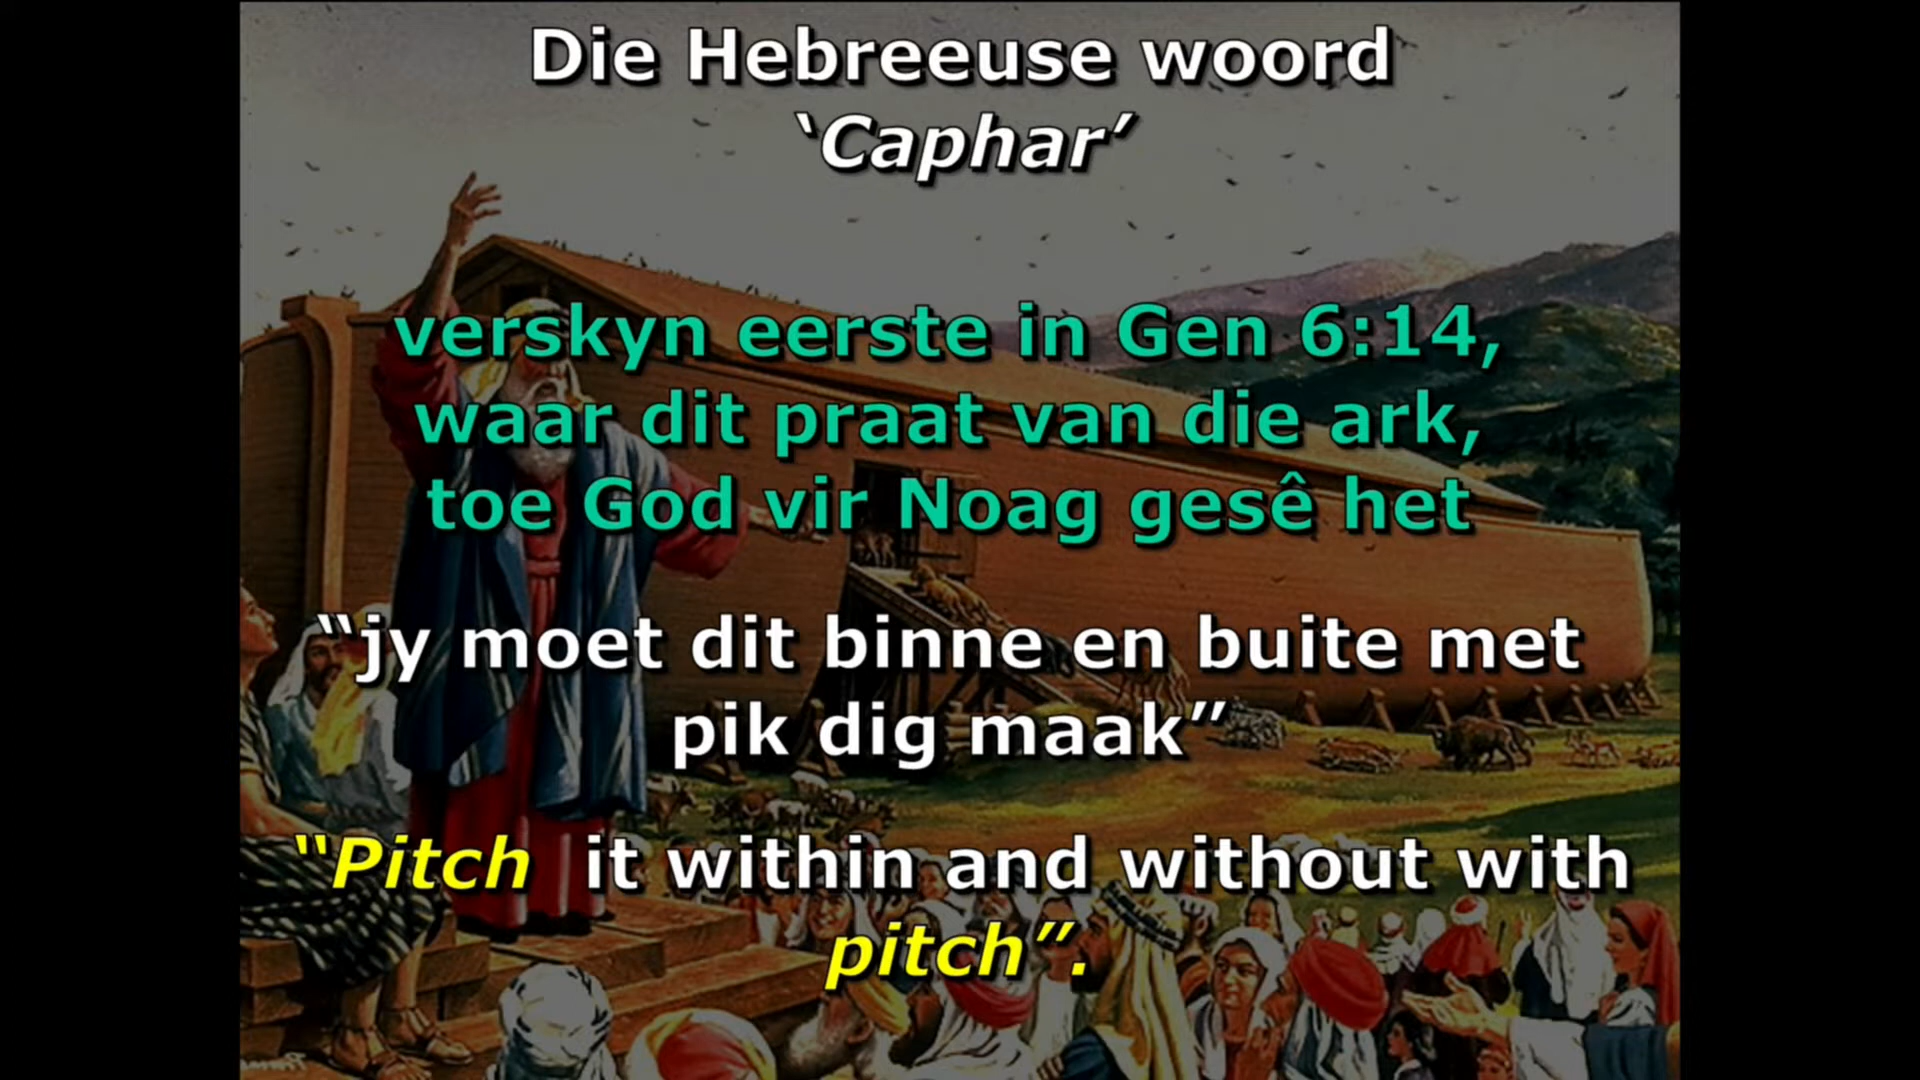 Die Hebreeuse woord
‘Caphar’
verskyn eerste in Gen 6:14,
waar dit praat van die ark,
toe God vir Noag gesê het
“jy moet dit binne en buite met
pik dig maak”
“Pitch it within and without with
pitch”.